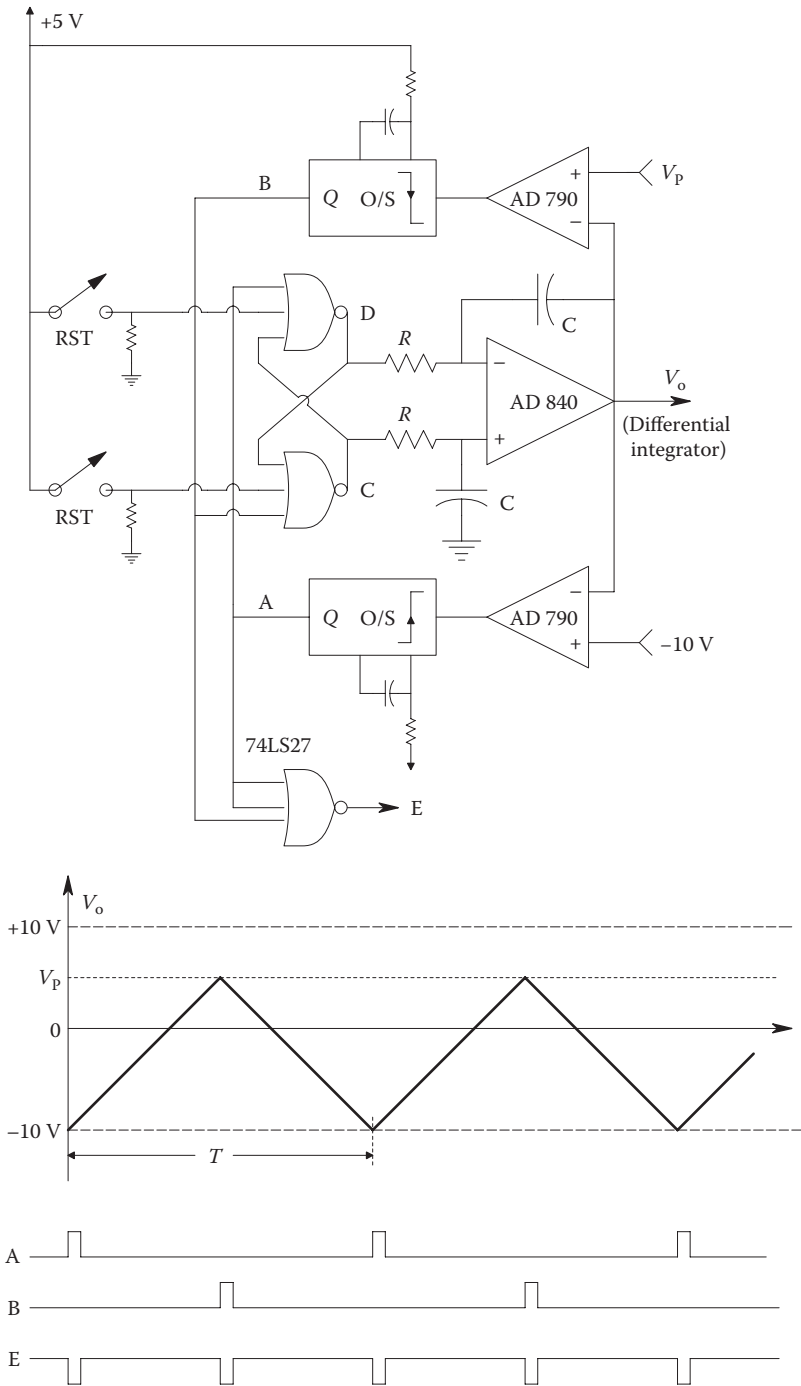 +5 V
B
Q O/S
AD 790
+
−
V_P
RST
D
R
C
−
AD 840
+
V_o
(Differential
integrator)
R
RST
C
C
A
Q O/S
AD 790
−
+
−10 V
74LS27
E
V_o
+10 V
V_P
0
−10 V
T
A
B
E